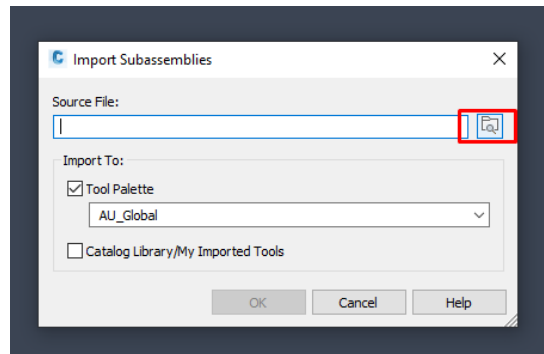 Import Subassemblies
Source File:
Import To:
Tool Palette
AU_Global
Catalog Library/My Imported Tools
OK Cancel Help